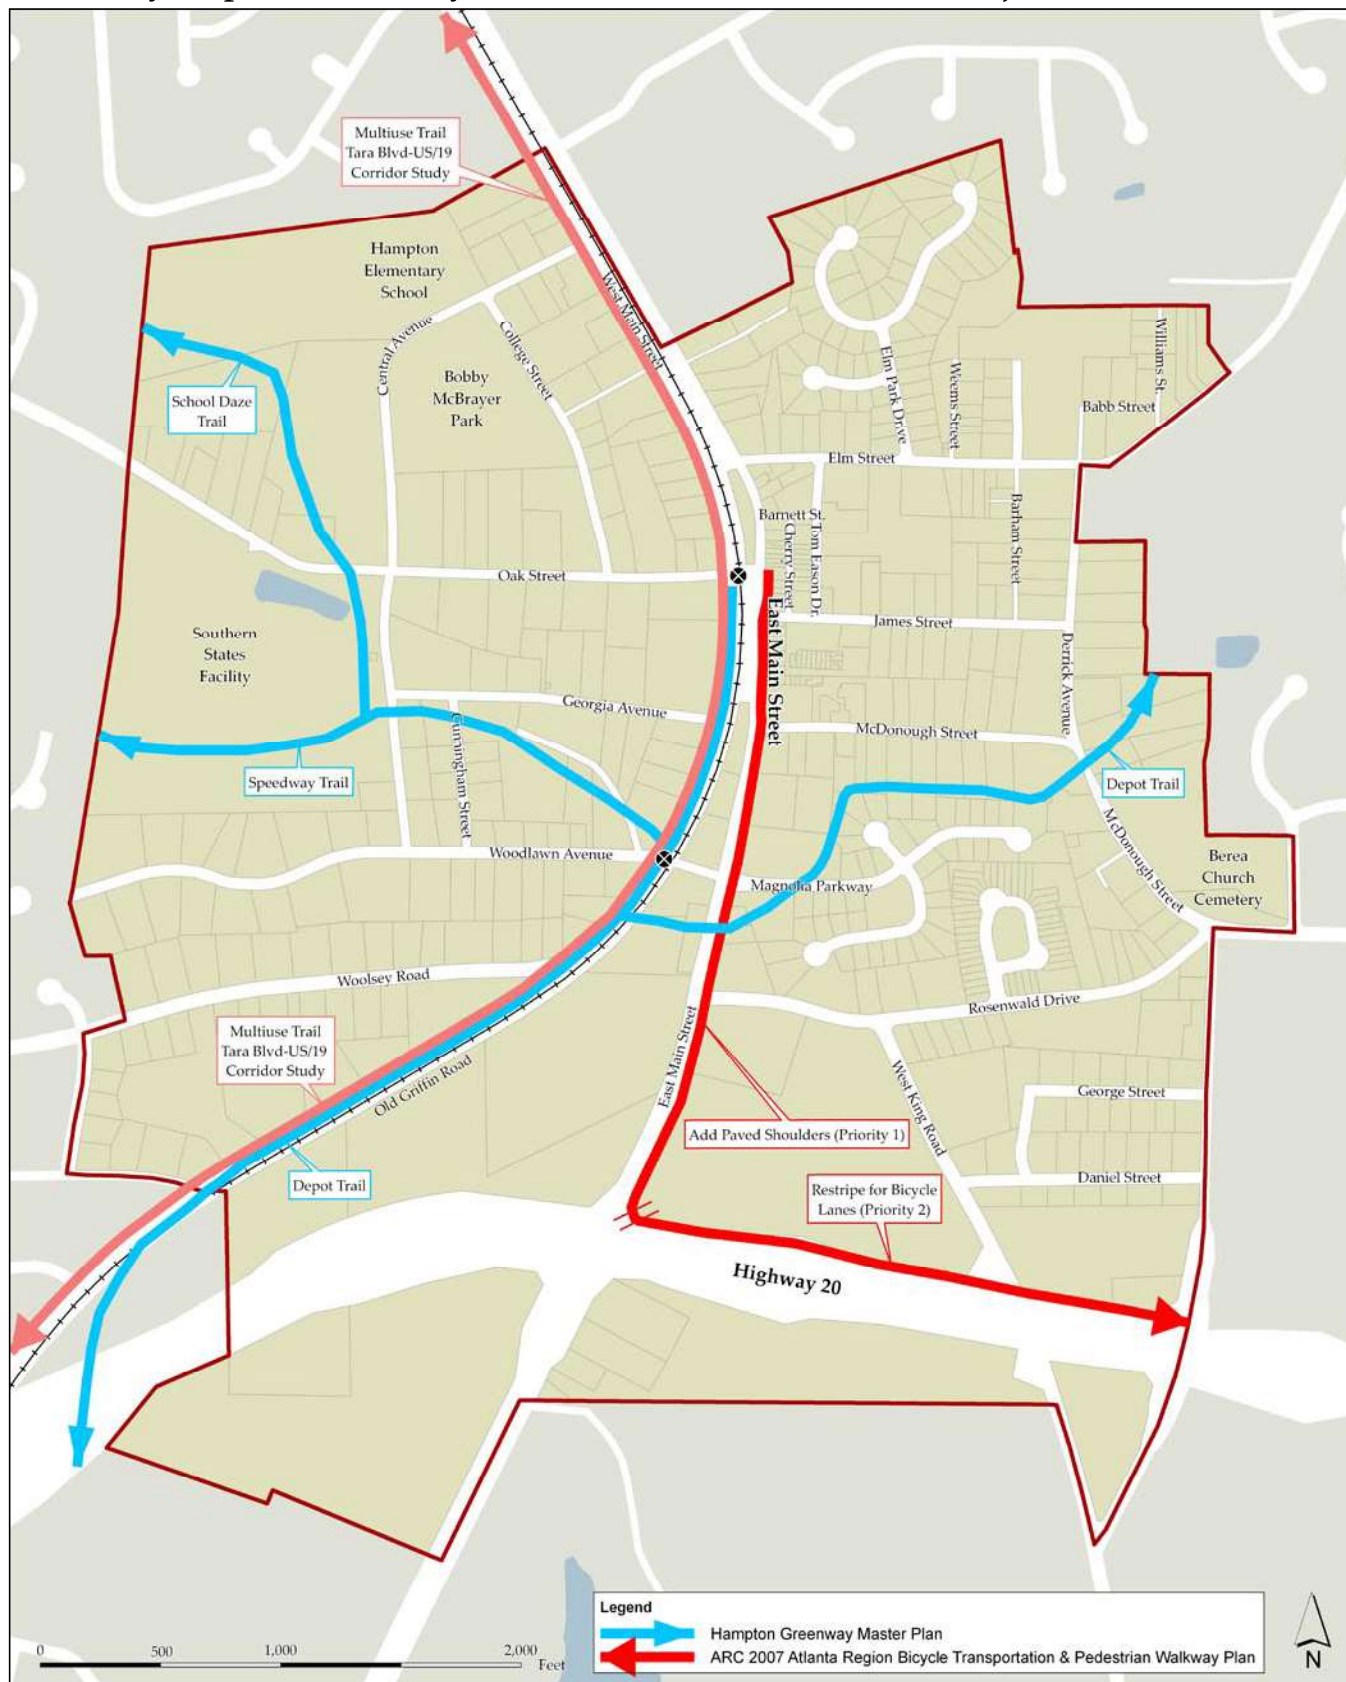 Multiuse Trail
Tara Blvd-US/19
Corridor Study
Hampton
Elementary
School
West Main Street
Central Avenue
College Street
Bobby
McBrayer
Park
School Daze
Trail
Elm Park Drive
Weems Street
Williams St.
Babb Street
Elm Street
Barnett St.
Cherry Street
Tom Eason Dr.
Barham Street
Oak Street
East Main Street
James Street
Derrick Avenue
Southern
States
Facility
Georgia Avenue
McDonough Street
Cunningham Street
Speedway Trail
Depot Trail
Woodlawn Avenue
Magnolia Parkway
McDonough Street
Berea
Church
Cemetery
Woolsey Road
Rosenwald Drive
Multiuse Trail
Tara Blvd-US/19
Corridor Study
Old Griffin Road
East Main Street
West King Road
George Street
Add Paved Shoulders (Priority 1)
Depot Trail
Daniel Street
Restripe for Bicycle
Lanes (Priority 2)
Highway 20
Legend
Hampton Greenway Master Plan
ARC 2007 Atlanta Region Bicycle Transportation & Pedestrian Walkway Plan
0 500 1,000 2,000
Feet
N